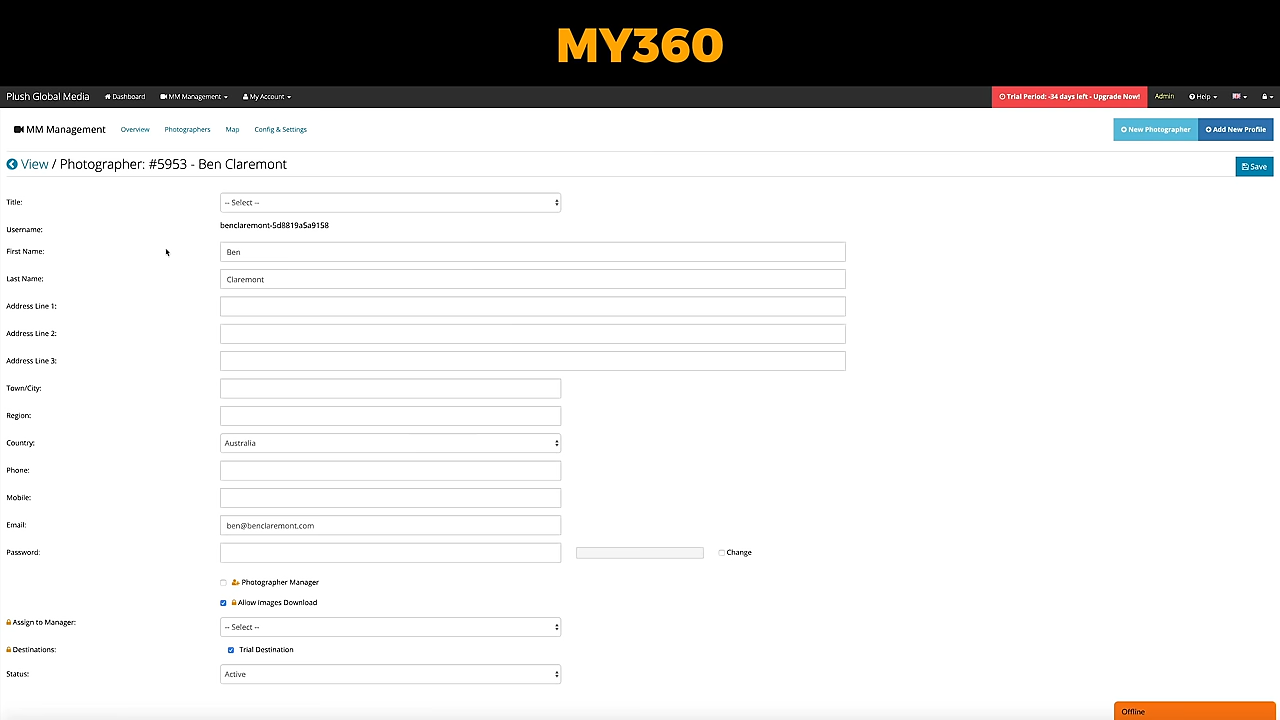 MY360
Plush Global Media Dashboard MM Management My Account Trial Period: -34 days left - Upgrade Now! Admin Help
MM Management Overview Photographers Map Config & Settings New Photographer Add New Profile
View / Photographer: #5953 - Ben Claremont Save
Title: -- Select --
Username: benclaremont-5d8819a5a9158
First Name: Ben
Last Name: Claremont
Address Line 1:
Address Line 2:
Address Line 3:
Town/City:
Region:
Country: Australia
Phone:
Mobile:
Email: ben@benclaremont.com
Password: Change
Photographer Manager
Allow Images Download
Assign to Manager: -- Select --
Destinations: Trial Destination
Status: Active
Offline